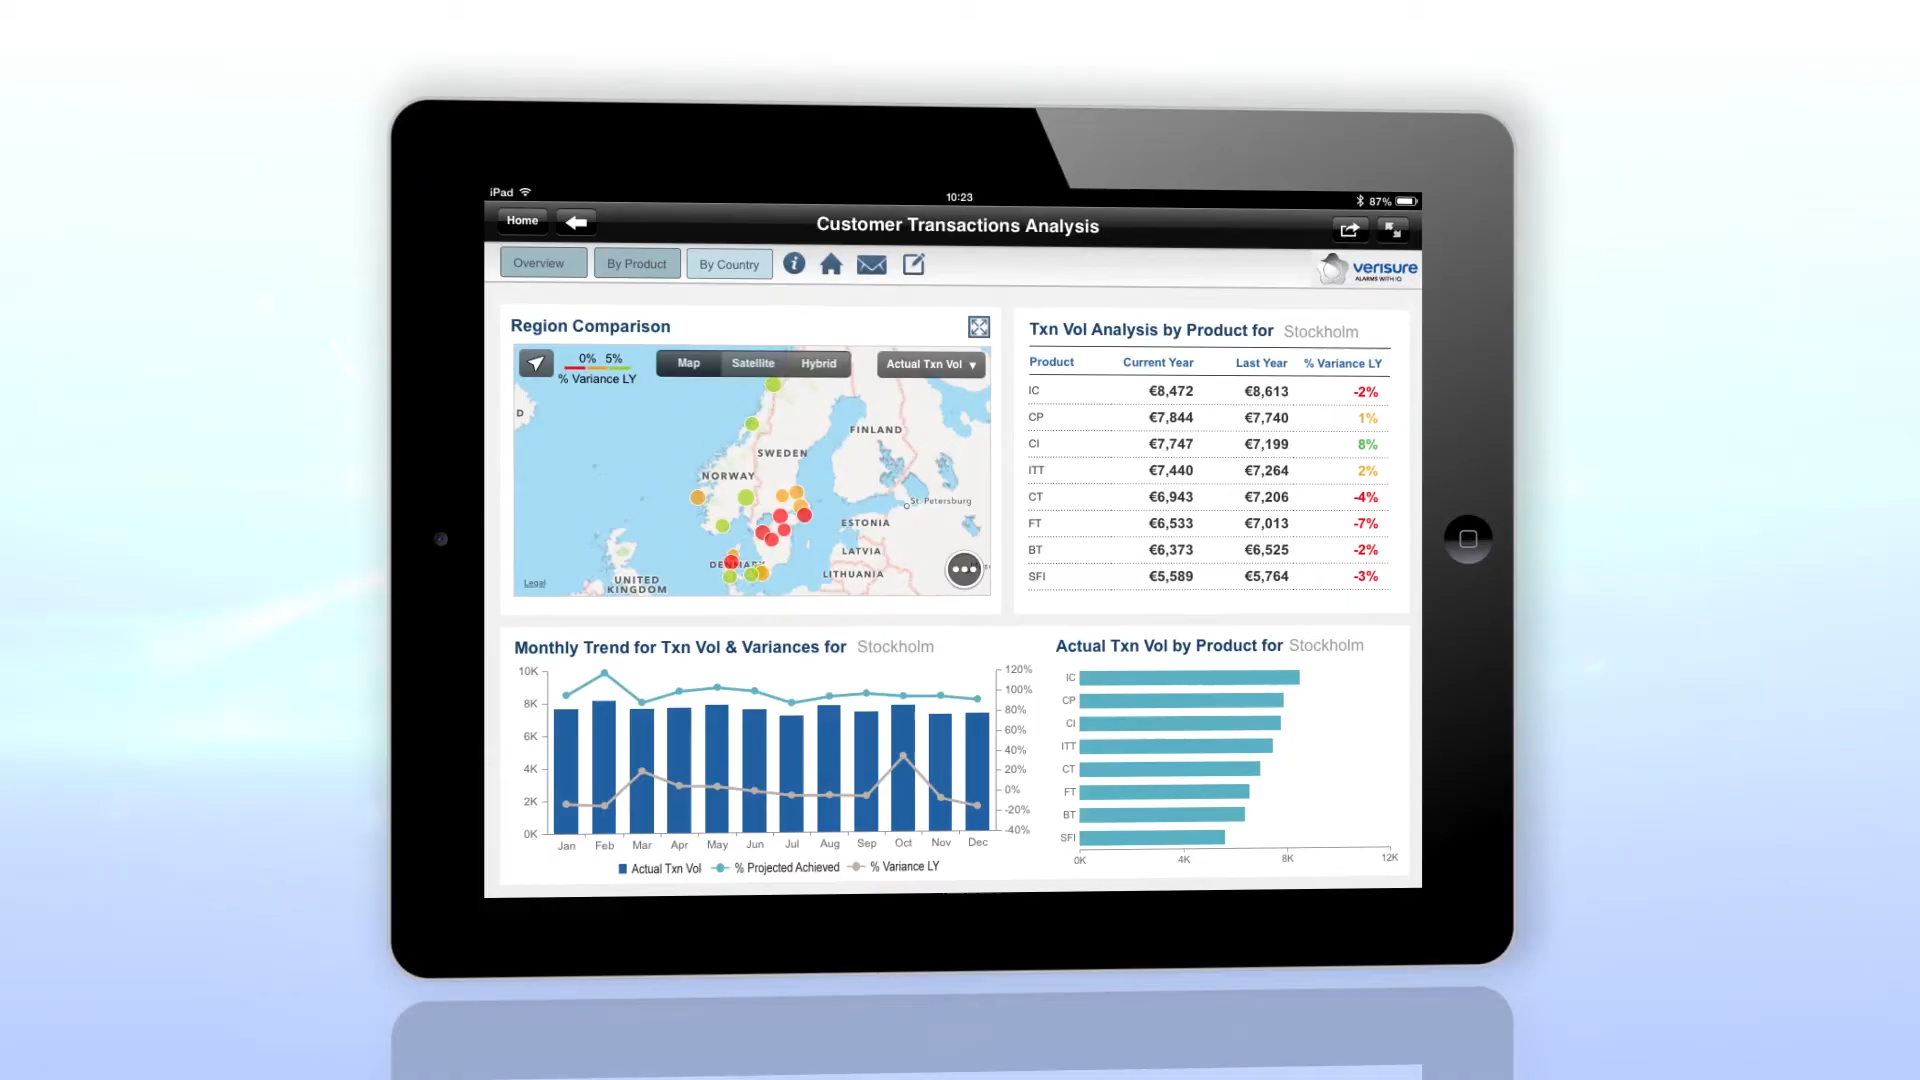 iPad
10:23
87%
Home
Customer Transactions Analysis
Overview
By Product
By Country
verisure
ALARMS WITH IQ
Region Comparison
0% 5%
% Variance LY
Map
Satellite
Hybrid
Actual Txn Vol ▾
D
FINLAND
SWEDEN
NORWAY
St. Petersburg
ESTONIA
LATVIA
DENMARK
LITHUANIA
UNITED
KINGDOM
Legal
Txn Vol Analysis by Product for Stockholm
Product Current Year Last Year % Variance LY
IC €8,472 €8,613 -2%
CP €7,844 €7,740 1%
CI €7,747 €7,199 8%
ITT €7,440 €7,264 2%
CT €6,943 €7,206 -4%
FT €6,533 €7,013 -7%
BT €6,373 €6,525 -2%
SFI €5,589 €5,764 -3%
Monthly Trend for Txn Vol & Variances for Stockholm
10K
8K
6K
4K
2K
0K
120%
100%
80%
60%
40%
20%
0%
-20%
-40%
Jan Feb Mar Apr May Jun Jul Aug Sep Oct Nov Dec
Actual Txn Vol % Projected Achieved % Variance LY
Actual Txn Vol by Product for Stockholm
IC
CP
CI
ITT
CT
FT
BT
SFI
0K 4K 8K 12K